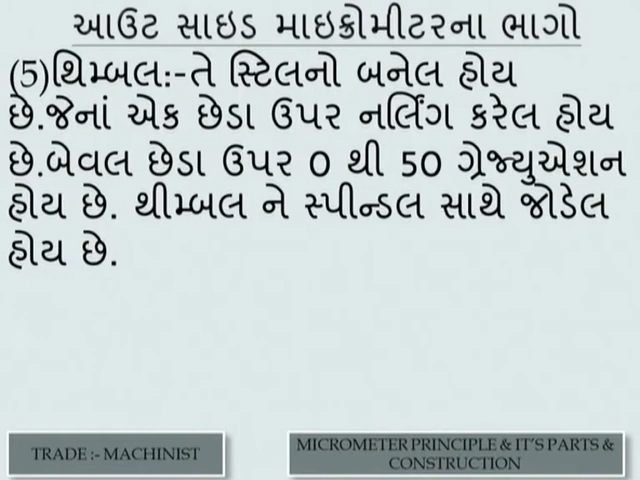 આઉટ સાઇડ માઇક્રોમીટરના ભાગો
(5)થિમ્બલ:-તે સ્ટિલનો બનેલ હોય
છે.જેનાં એક છેડા ઉપર નર્લિંગ કરેલ હોય
છે.બેવલ છેડા ઉપર 0 થી 50 ગ્રેજ્યુએશન
હોય છે. થીમ્બલ ને સ્પીન્ડલ સાથે જોડેલ
હોય છે.
TRADE :- MACHINIST
MICROMETER PRINCIPLE & IT'S PARTS &
CONSTRUCTION